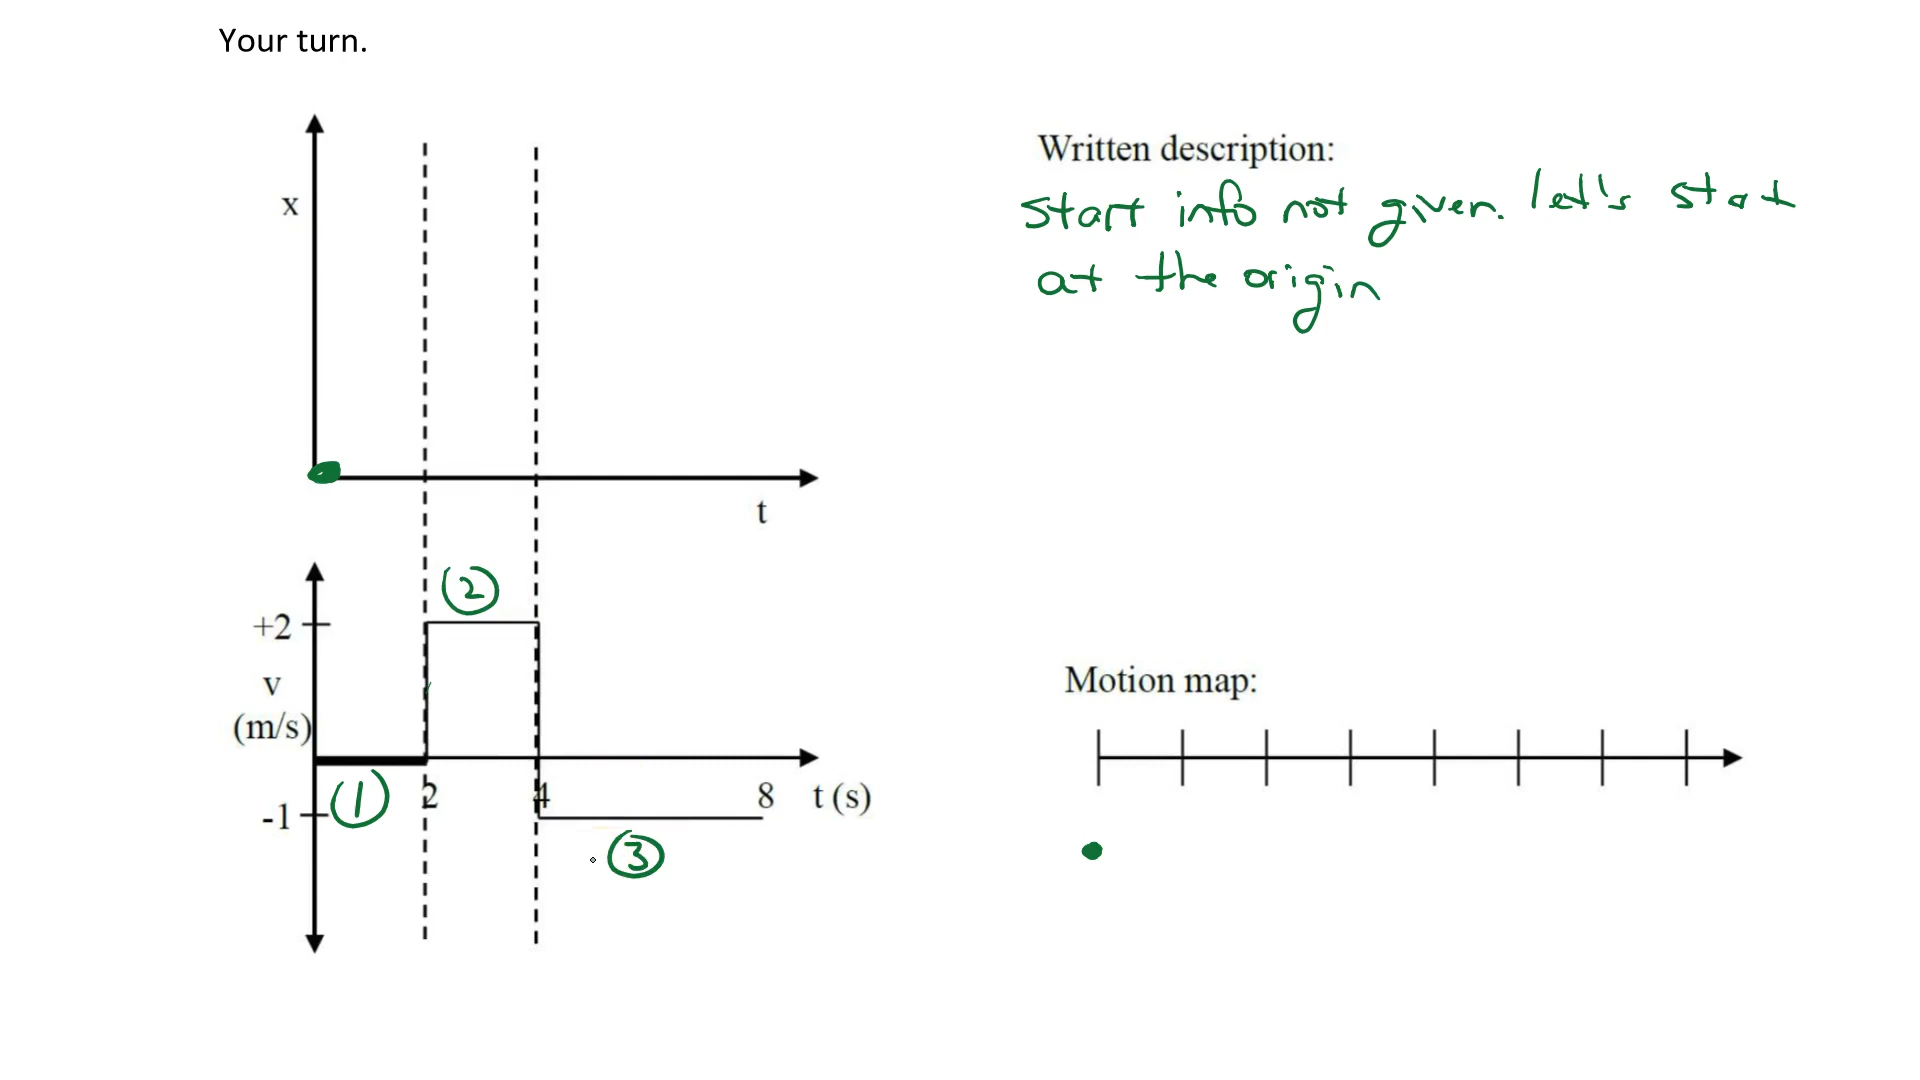 Your turn.
x
t
+2
v
(m/s)
-1
2
4
8
t (s)
①
②
③
Written description:
start info not given. let's start
at the origin
Motion map: